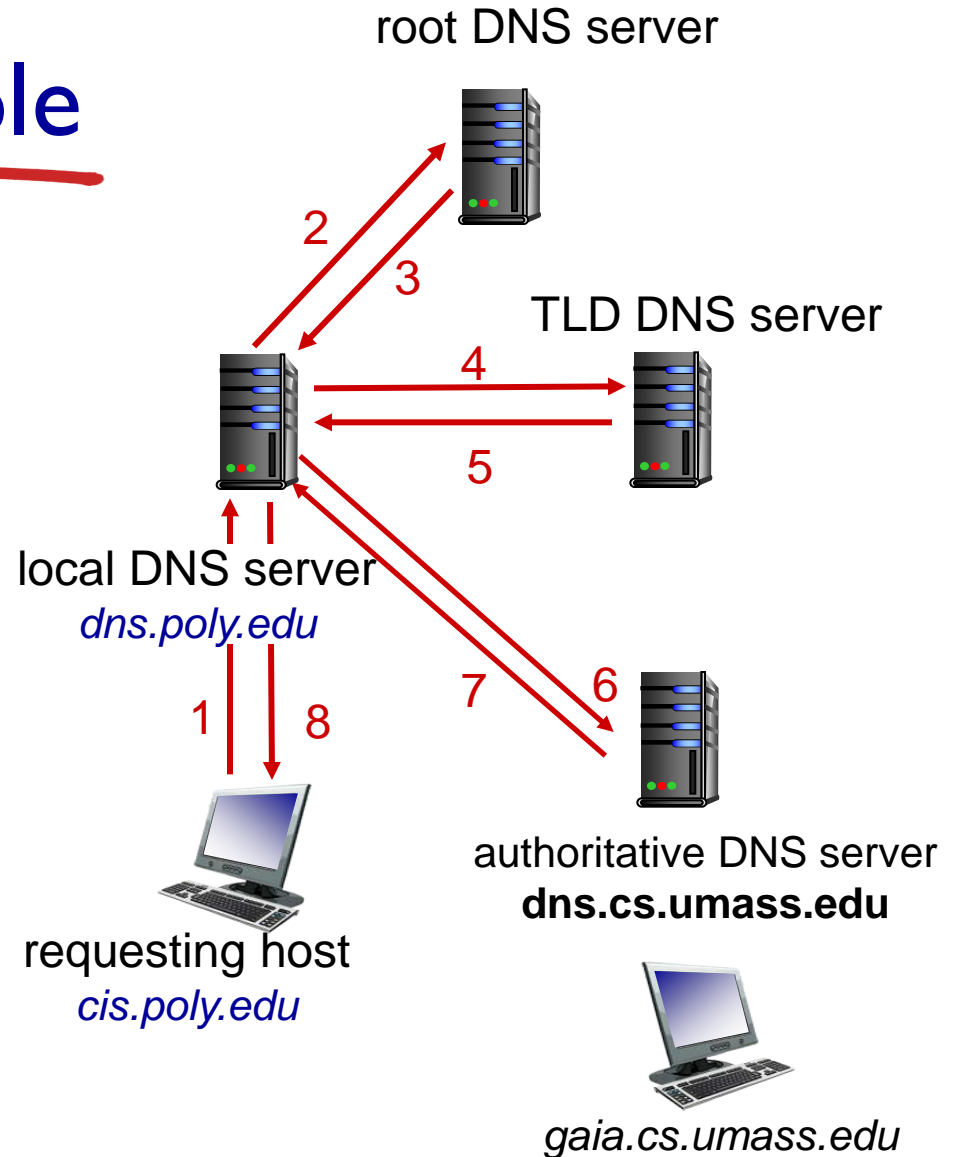 root DNS server
2
3
TLD DNS server
4
5
local DNS server
dns.poly.edu
1
8
7
6
requesting host
cis.poly.edu
authoritative DNS server
dns.cs.umass.edu
gaia.cs.umass.edu